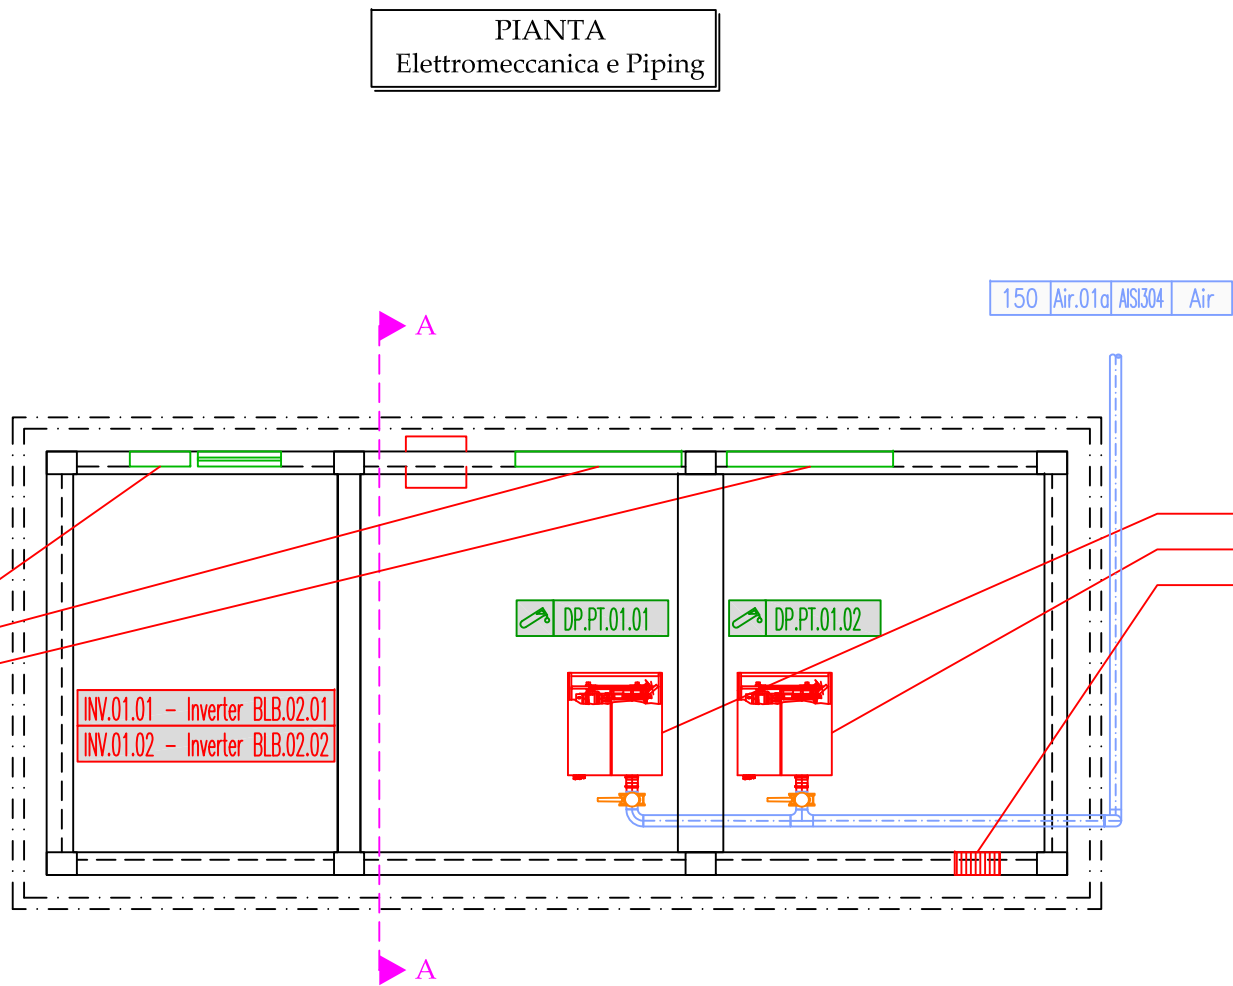 PIANTA
Elettromeccanica e Piping
150 Air.01a AISI304 Air
A
DP.PT.01.01 DP.PT.01.02
INV.01.01 - Inverter BLB.02.01
INV.01.02 - Inverter BLB.02.02
A